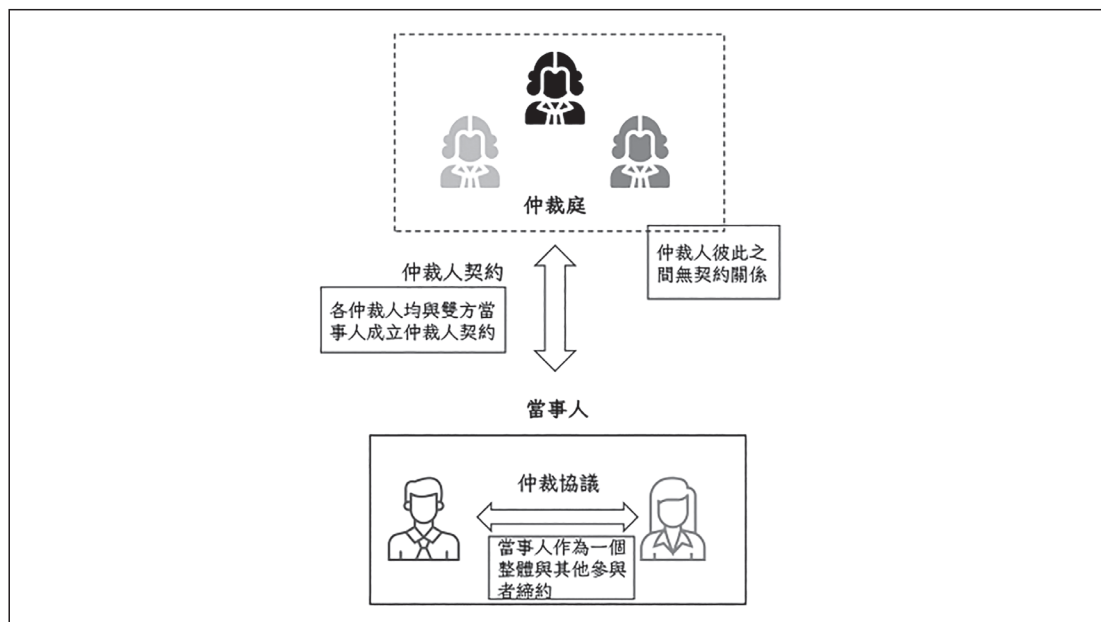 仲裁庭
仲裁人彼此之
間無契約關係
仲裁人契約
各仲裁人均與雙方當
事人成立仲裁人契約
當事人
仲裁協議
當事人作為一個
整體與其他參與
者締約